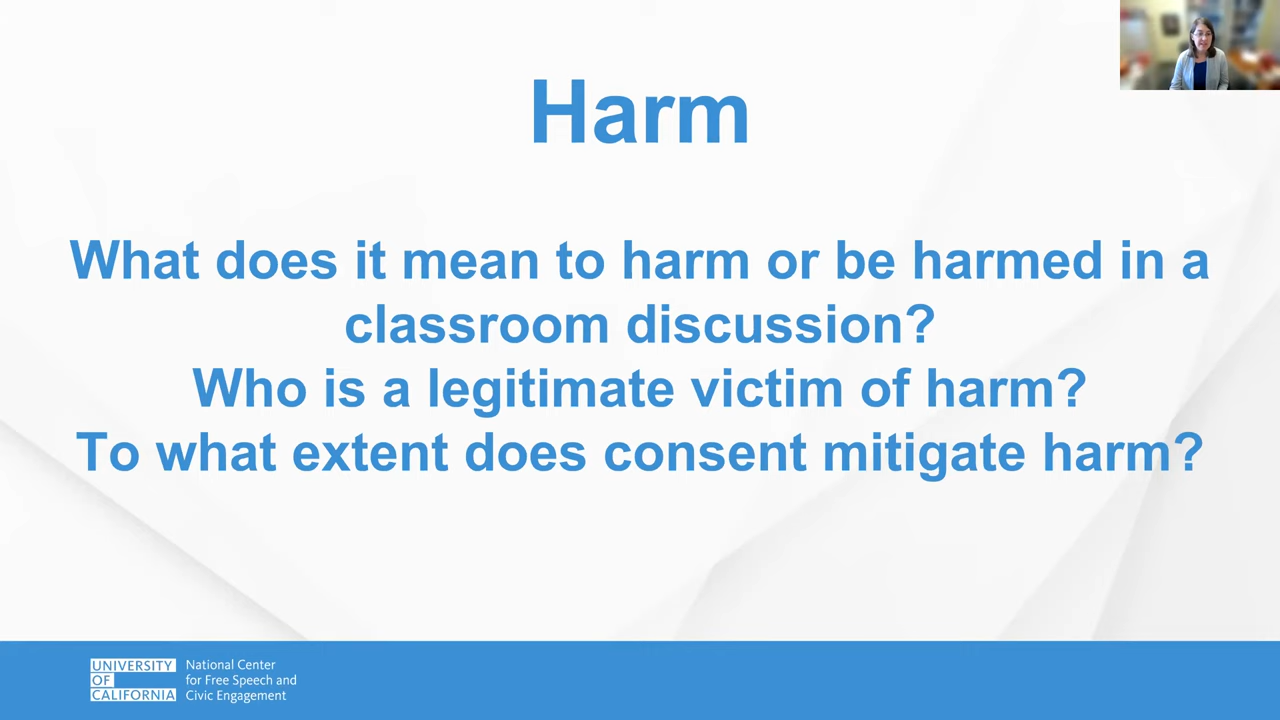 Harm
What does it mean to harm or be harmed in a
classroom discussion?
Who is a legitimate victim of harm?
To what extent does consent mitigate harm?
UNIVERSITY
OF
CALIFORNIA
National Center
for Free Speech and
Civic Engagement